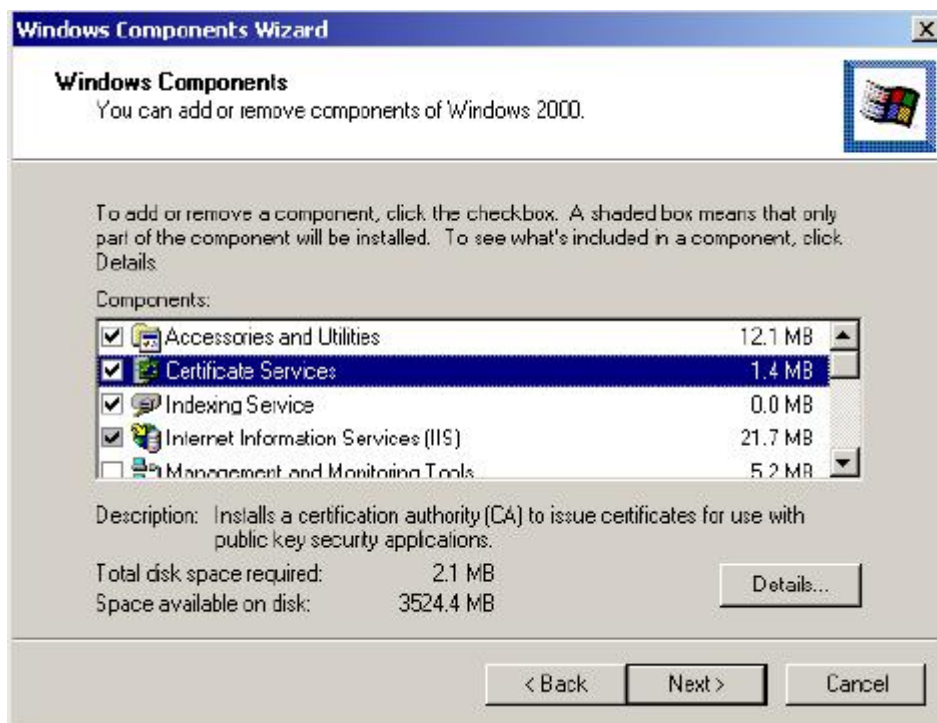 Windows Components Wizard
Windows Components
You can add or remove components of Windows 2000.
To add or remove a component, click the checkbox. A shaded box means that only
part of the component will be installed. To see what's included in a component, click
Details.
Components:
Accessories and Utilities 12.1 MB
Certificate Services 1.4 MB
Indexing Service 0.0 MB
Internet Information Services (IIS) 21.7 MB
Management and Monitoring Tools 5.2 MB
Description: Installs a certification authority (CA) to issue certificates for use with
public key security applications.
Total disk space required: 2.1 MB
Space available on disk: 3524.4 MB
Details...
< Back Next > Cancel